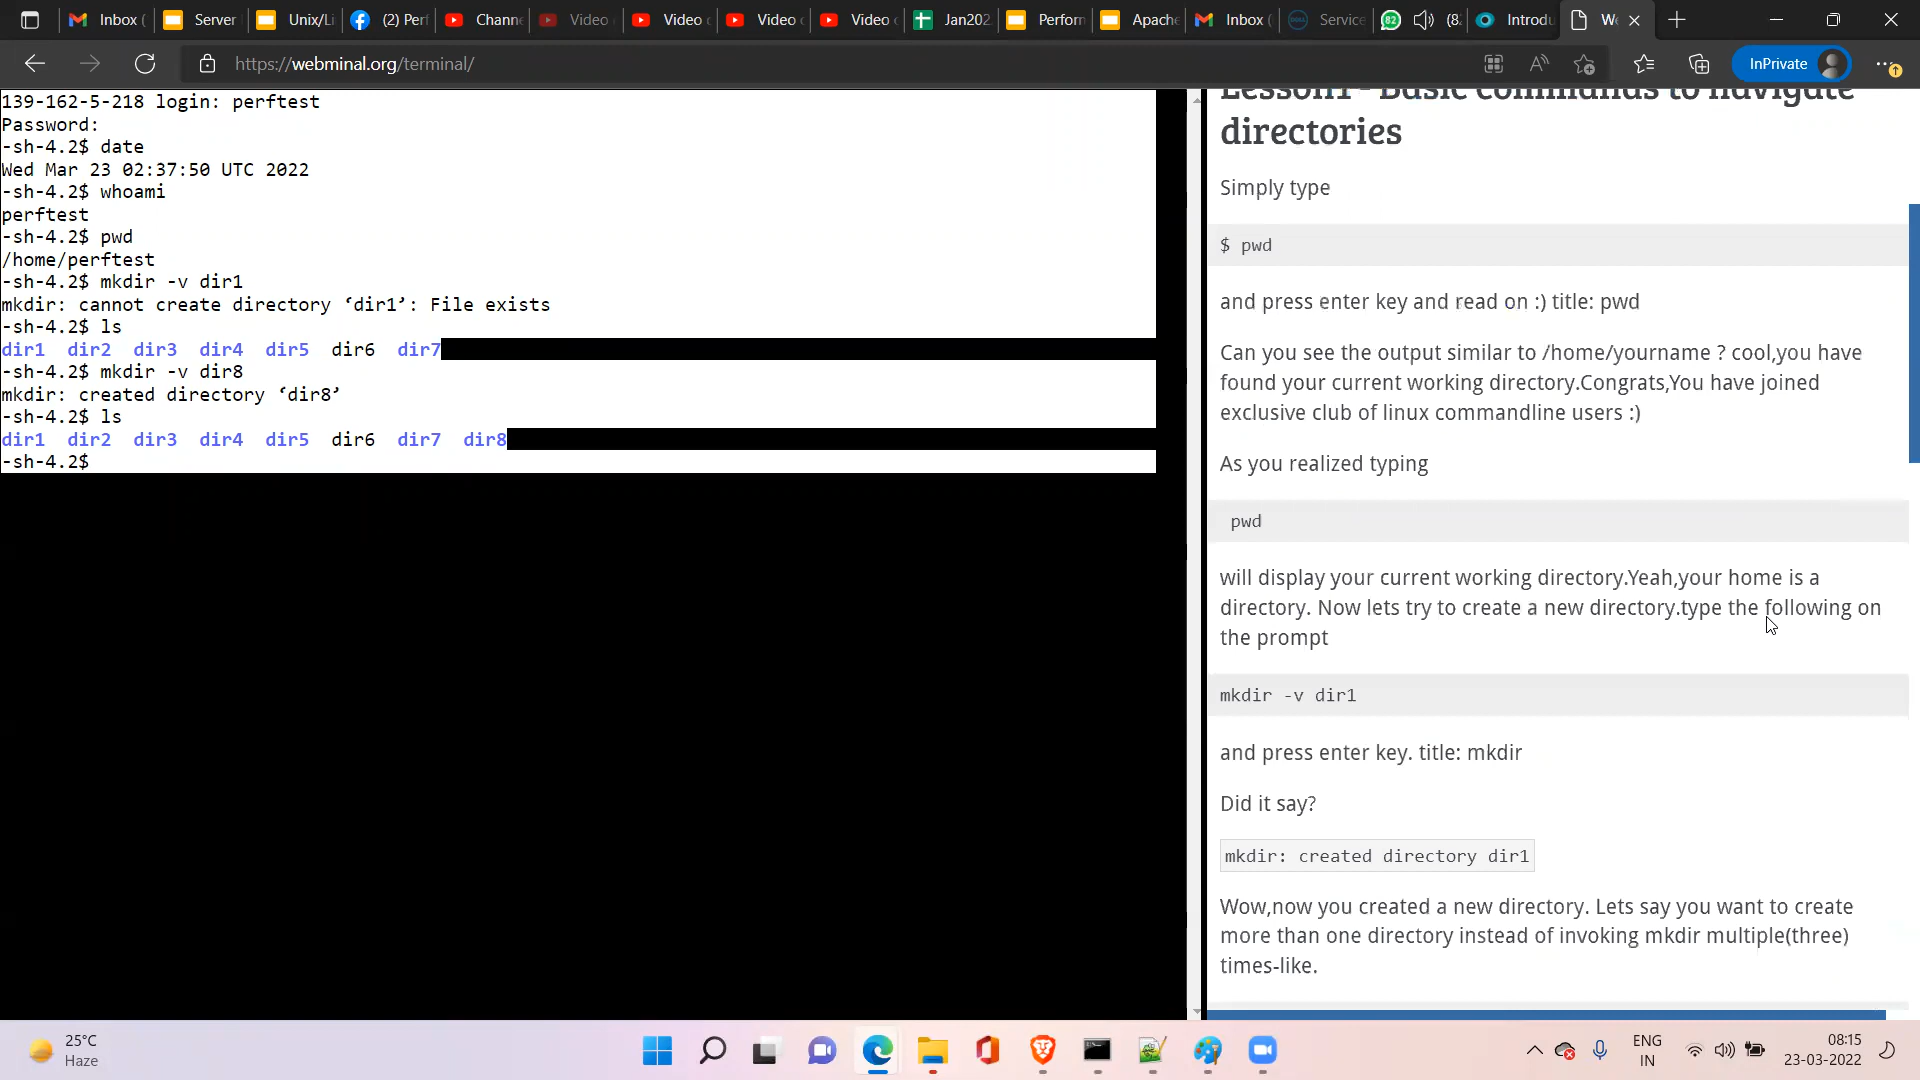 Inbox (
Server
Unix/Li
(2) Perf
Channe
Video
Video
Video
Video
Jan202
Perform
Apache
Inbox (
Service
82
(8
Introdu
We
https://webminal.org/terminal/
InPrivate
139-162-5-218 login: perftest
Password:
-sh-4.2$ date
Wed Mar 23 02:37:50 UTC 2022
-sh-4.2$ whoami
perftest
-sh-4.2$ pwd
/home/perftest
-sh-4.2$ mkdir -v dir1
mkdir: cannot create directory ‘dir1’: File exists
-sh-4.2$ ls
dir1 dir2 dir3 dir4 dir5 dir6 dir7
-sh-4.2$ mkdir -v dir8
mkdir: created directory ‘dir8’
-sh-4.2$ ls
dir1 dir2 dir3 dir4 dir5 dir6 dir7 dir8
-sh-4.2$
Lesson1 - Basic commands to navigate
directories
Simply type
$ pwd
and press enter key and read on :) title: pwd
Can you see the output similar to /home/yourname ? cool,you have
found your current working directory.Congrats,You have joined
exclusive club of linux commandline users :)
As you realized typing
pwd
will display your current working directory.Yeah,your home is a
directory. Now lets try to create a new directory.type the following on
the prompt
mkdir -v dir1
and press enter key. title: mkdir
Did it say?
mkdir: created directory dir1
Wow,now you created a new directory. Lets say you want to create
more than one directory instead of invoking mkdir multiple(three)
times-like.
25°C
Haze
ENG
IN
08:15
23-03-2022